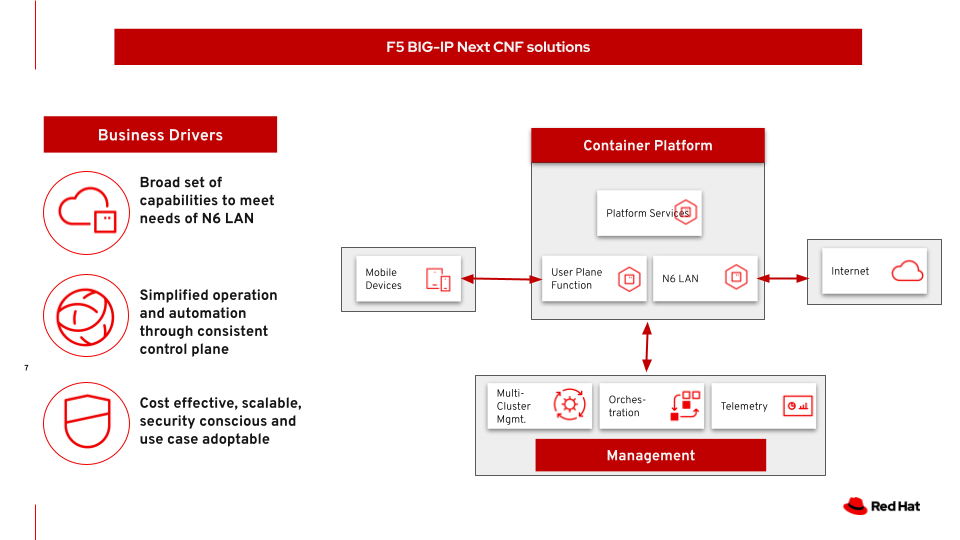 F5 BIG-IP Next CNF solutions
Business Drivers
Broad set of
capabilities to meet
needs of N6 LAN
Simplified operation
and automation
through consistent
control plane
7
Cost effective, scalable,
security conscious and
use case adoptable
Container Platform
Platform Services
Mobile
Devices
User Plane
Function
N6 LAN
Internet
Multi-
Cluster
Mgmt.
Orches-
tration
Telemetry
Management
Red Hat